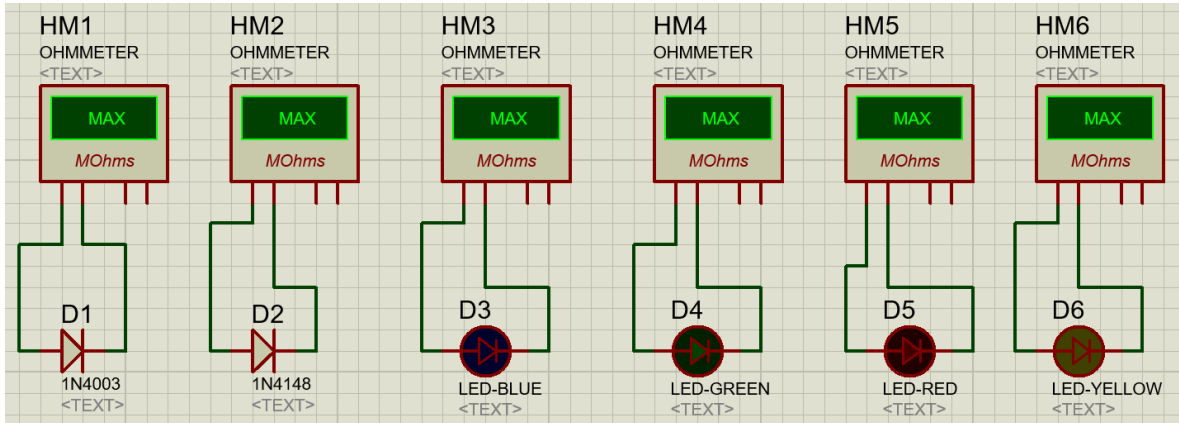 HM1
OHMMETER
<TEXT>
MAX
MOhms
D1
1N4003
<TEXT>
HM2
OHMMETER
<TEXT>
MAX
MOhms
D2
1N4148
<TEXT>
HM3
OHMMETER
<TEXT>
MAX
MOhms
D3
LED-BLUE
<TEXT>
HM4
OHMMETER
<TEXT>
MAX
MOhms
D4
LED-GREEN
<TEXT>
HM5
OHMMETER
<TEXT>
MAX
MOhms
D5
LED-RED
<TEXT>
HM6
OHMMETER
<TEXT>
MAX
MOhms
D6
LED-YELLOW
<TEXT>